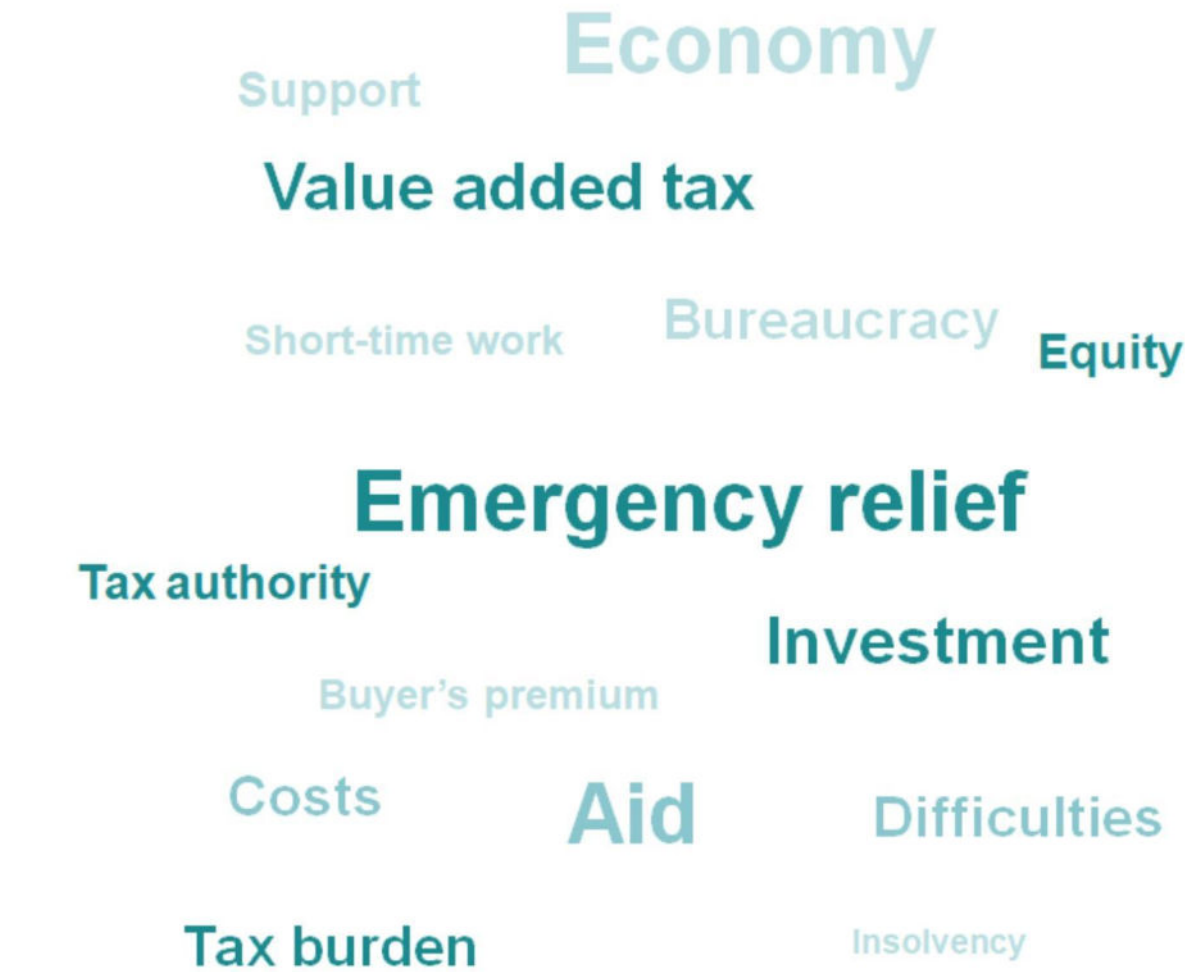 Economy
Support
Value added tax
Bureaucracy
Short-time work
Equity
Emergency relief
Tax authority
Investment
Buyer’s premium
Costs
Aid
Difficulties
Tax burden
Insolvency